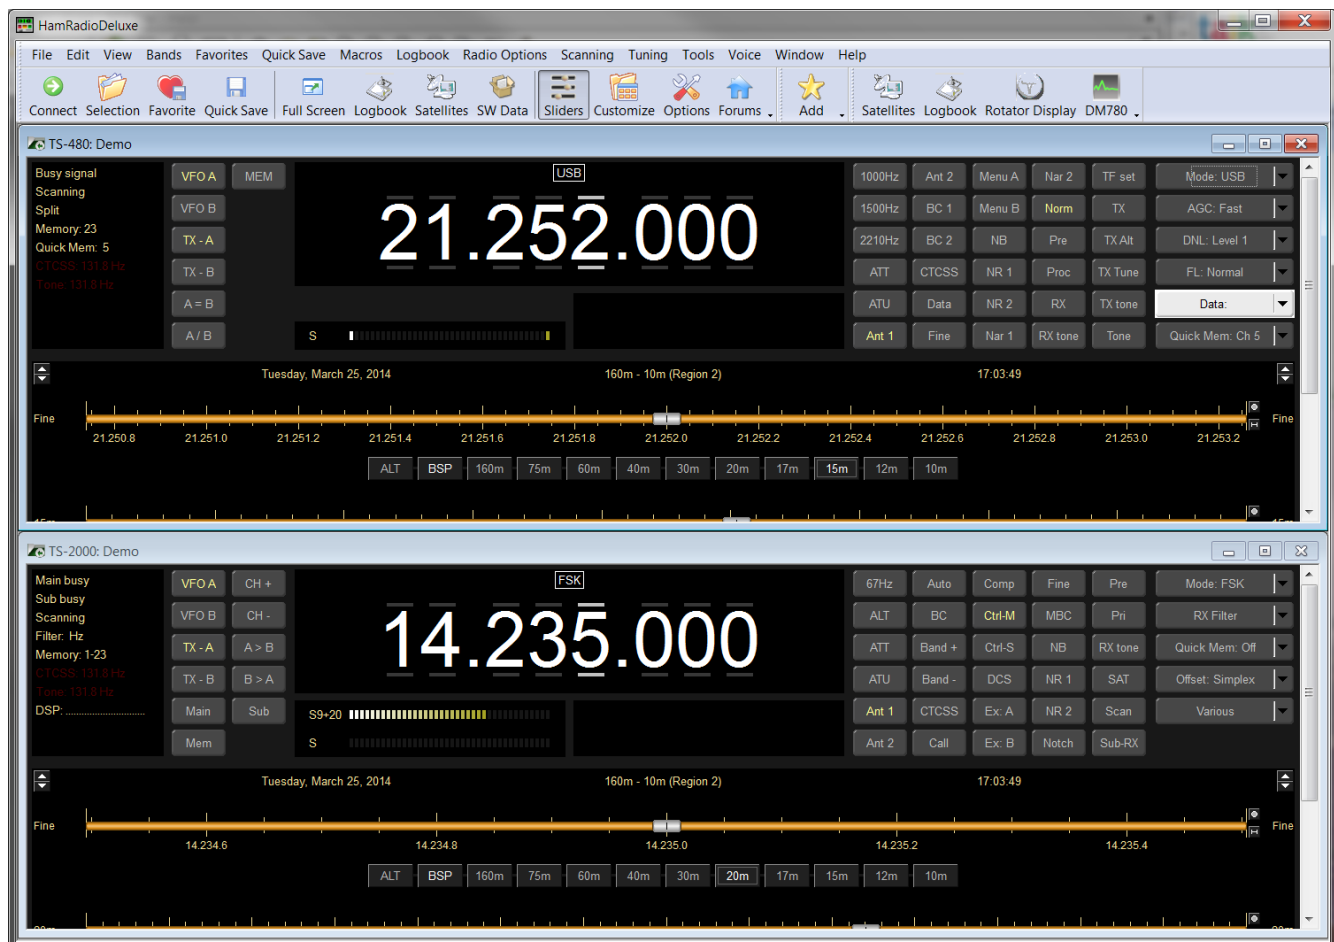 HamRadioDeluxe
File Edit View Bands Favorites Quick Save Macros Logbook Radio Options Scanning Tuning Tools Voice Window Help
Connect Selection Favorite Quick Save Full Screen Logbook Satellites SW Data Sliders Customize Options Forums Add Satellites Logbook Rotator Display DM780
TS-480: Demo
Busy signal
Scanning
Split
Memory: 23
Quick Mem: 5
CTCSS: 131.8 Hz
Tone: 131.8 Hz
VFO A MEM
VFO B
TX - A
TX - B
A = B
A / B
USB
21.252.000
S
1000Hz Ant 2 Menu A Nar 2 TF set Mode: USB
1500Hz BC 1 Menu B Norm TX AGC: Fast
2210Hz BC 2 NB Pre TX Alt DNL: Level 1
ATT CTCSS NR 1 Proc TX Tune FL: Normal
ATU Data NR 2 RX TX tone Data:
Ant 1 Fine Nar 1 RX tone Tone Quick Mem: Ch 5
Tuesday, March 25, 2014 160m - 10m (Region 2) 17:03:49
Fine Fine
21.250.8 21.251.0 21.251.2 21.251.4 21.251.6 21.251.8 21.252.0 21.252.2 21.252.4 21.252.6 21.252.8 21.253.0 21.253.2
ALT BSP 160m 75m 60m 40m 30m 20m 17m 15m 12m 10m
15m 15m
TS-2000: Demo
Main busy
Sub busy
Scanning
Filter: Hz
Memory: 1-23
CTCSS: 131.8 Hz
Tone: 131.8 Hz
DSP: ..............................
VFO A CH +
VFO B CH -
TX - A A > B
TX - B B > A
Main Sub
Mem
FSK
14.235.000
S9+20
S
67Hz Auto Comp Fine Pre Mode: FSK
ALT BC Ctrl-M MBC Pri RX Filter
ATT Band + Ctrl-S NB RX tone Quick Mem: Off
ATU Band - DCS NR 1 SAT Offset: Simplex
Ant 1 CTCSS Ex: A NR 2 Scan Various
Ant 2 Call Ex: B Notch Sub-RX
Tuesday, March 25, 2014 160m - 10m (Region 2) 17:03:49
Fine Fine
14.234.6 14.234.8 14.235.0 14.235.2 14.235.4
ALT BSP 160m 75m 60m 40m 30m 20m 17m 15m 12m 10m
20m 20m